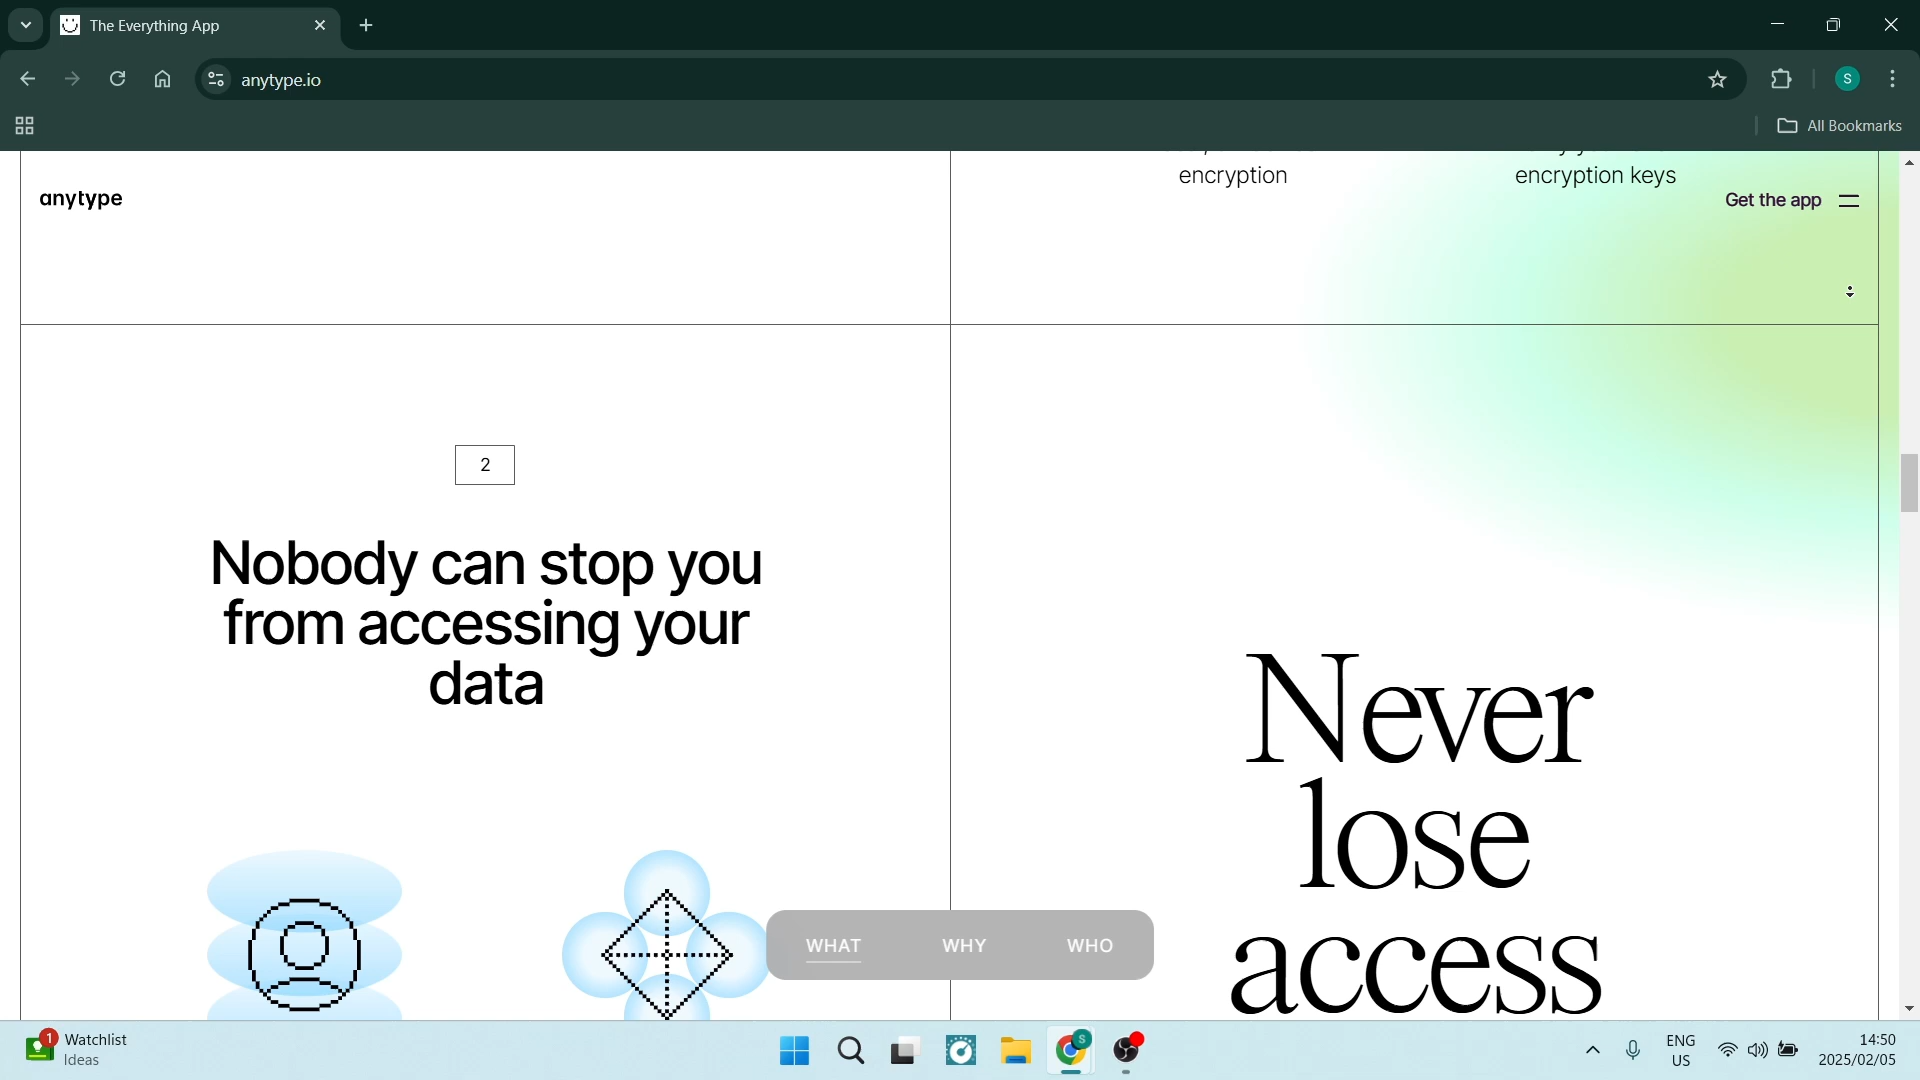 The Everything App
anytype.io
S
All Bookmarks
encryption
encryption keys
anytype
Get the app
2
Nobody can stop you
from accessing your
data
Never
lose
access
WHAT
WHY
WHO
1
Watchlist
Ideas
S
ENG
US
14:50
2025/02/05